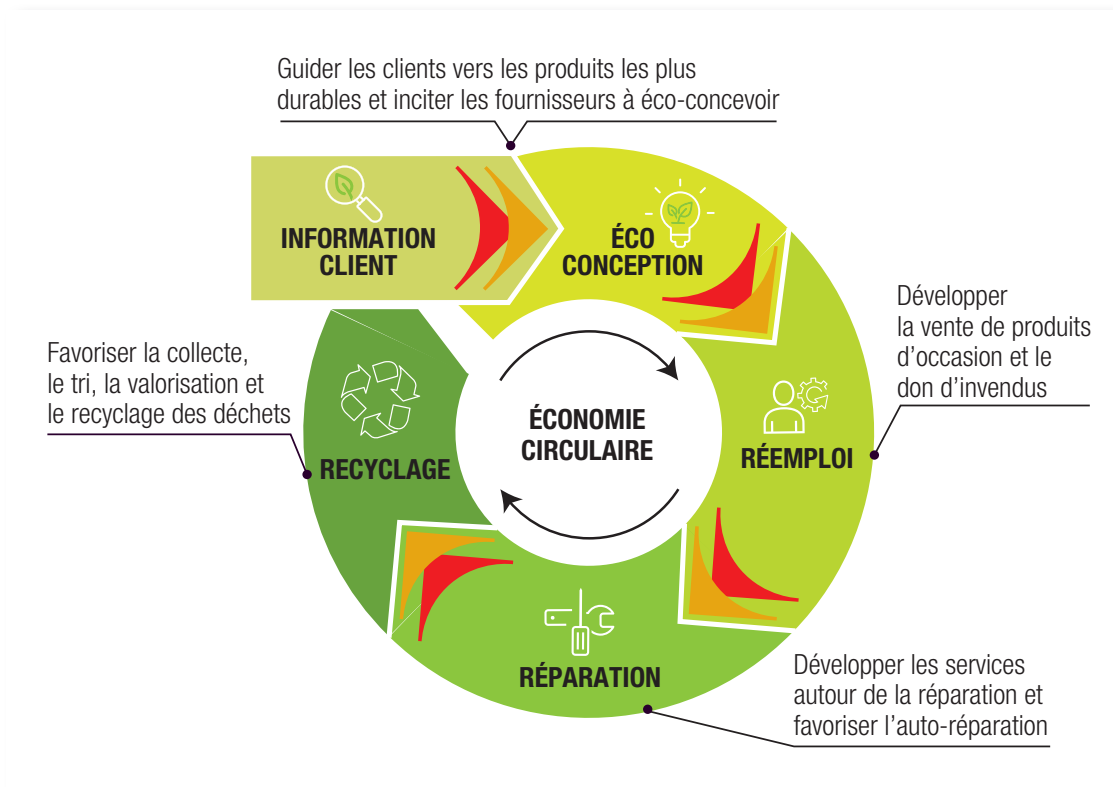 Guider les clients vers les produits les plus
durables et inciter les fournisseurs à éco-concevoir
INFORMATION
CLIENT
ÉCO
CONCEPTION
Développer
la vente de produits
d’occasion et le
don d’invendus
Favoriser la collecte,
le tri, la valorisation et
le recyclage des déchets
ÉCONOMIE
CIRCULAIRE
RÉEMPLOI
RECYCLAGE
RÉPARATION
Développer les services
autour de la réparation et
favoriser l’auto-réparation